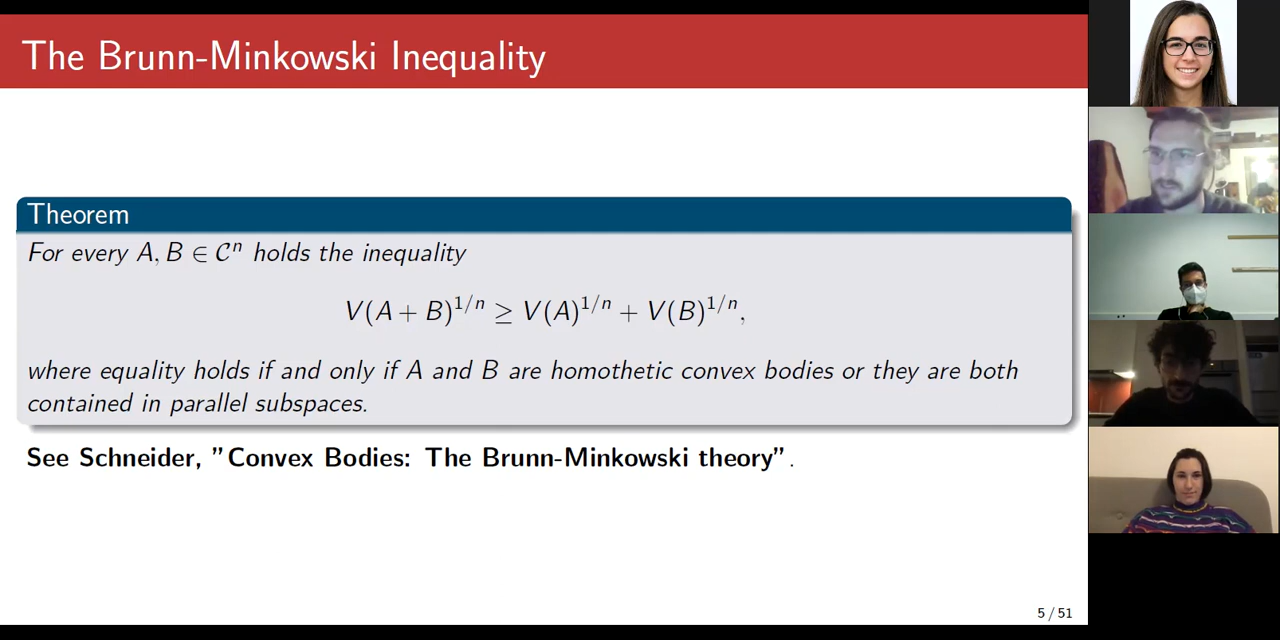 The Brunn-Minkowski Inequality
Theorem
For every A, B ∈ 𝒞ⁿ holds the inequality
V(A + B)^{1/n} ≥ V(A)^{1/n} + V(B)^{1/n},
where equality holds if and only if A and B are homothetic convex bodies or they are both
contained in parallel subspaces.
See Schneider, ”Convex Bodies: The Brunn-Minkowski theory”.
5 / 51